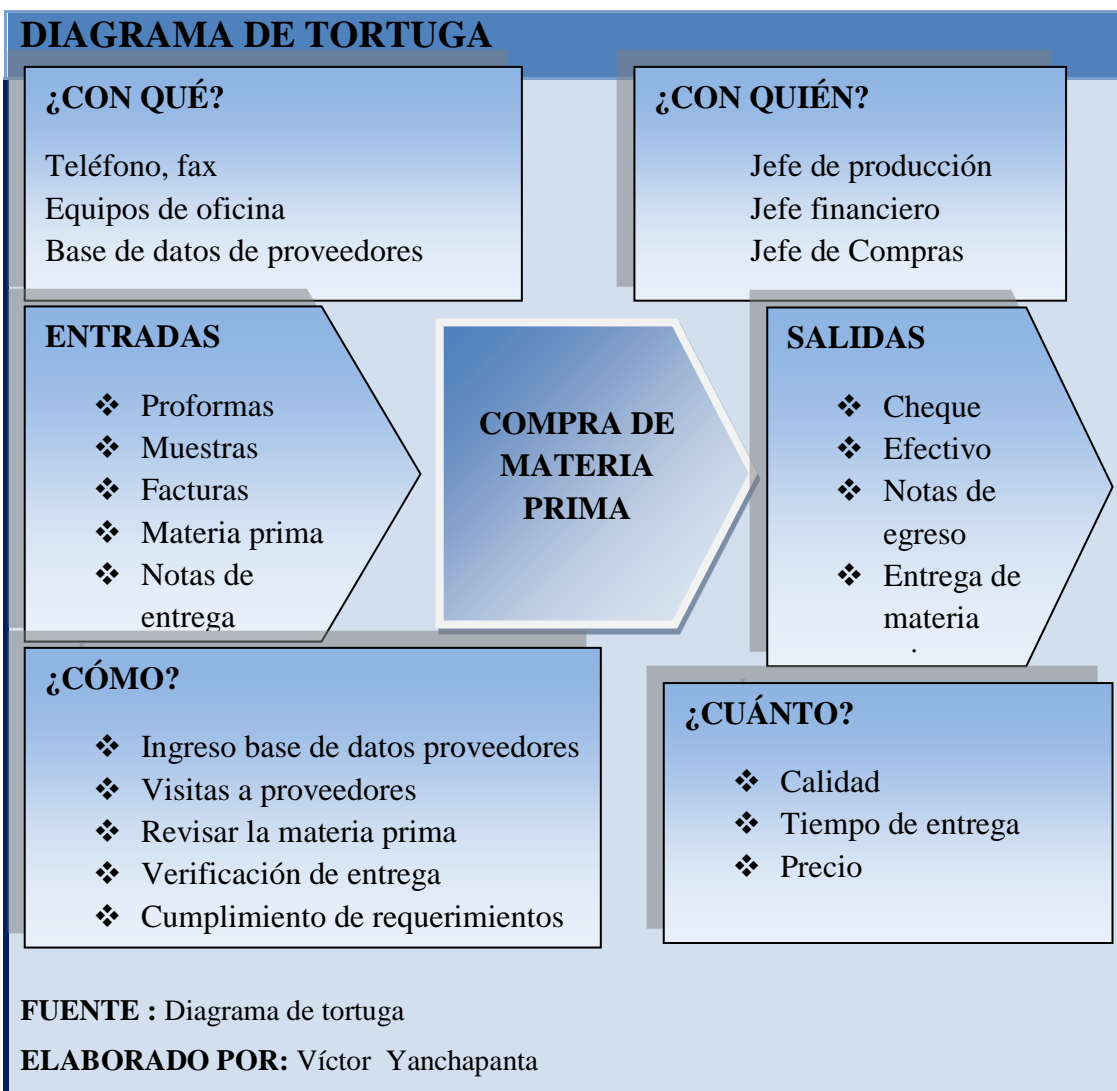 DIAGRAMA DE TORTUGA
¿CON QUÉ?
Teléfono, fax
Equipos de oficina
Base de datos de proveedores
¿CON QUIÉN?
Jefe de producción
Jefe financiero
Jefe de Compras
ENTRADAS
❖ Proformas
❖ Muestras
❖ Facturas
❖ Materia prima
❖ Notas de
entrega
COMPRA DE
MATERIA
PRIMA
SALIDAS
❖ Cheque
❖ Efectivo
❖ Notas de
egreso
❖ Entrega de
materia
¿CÓMO?
❖ Ingreso base de datos proveedores
❖ Visitas a proveedores
❖ Revisar la materia prima
❖ Verificación de entrega
❖ Cumplimiento de requerimientos
¿CUÁNTO?
❖ Calidad
❖ Tiempo de entrega
❖ Precio
FUENTE : Diagrama de tortuga
ELABORADO POR: Víctor Yanchapanta